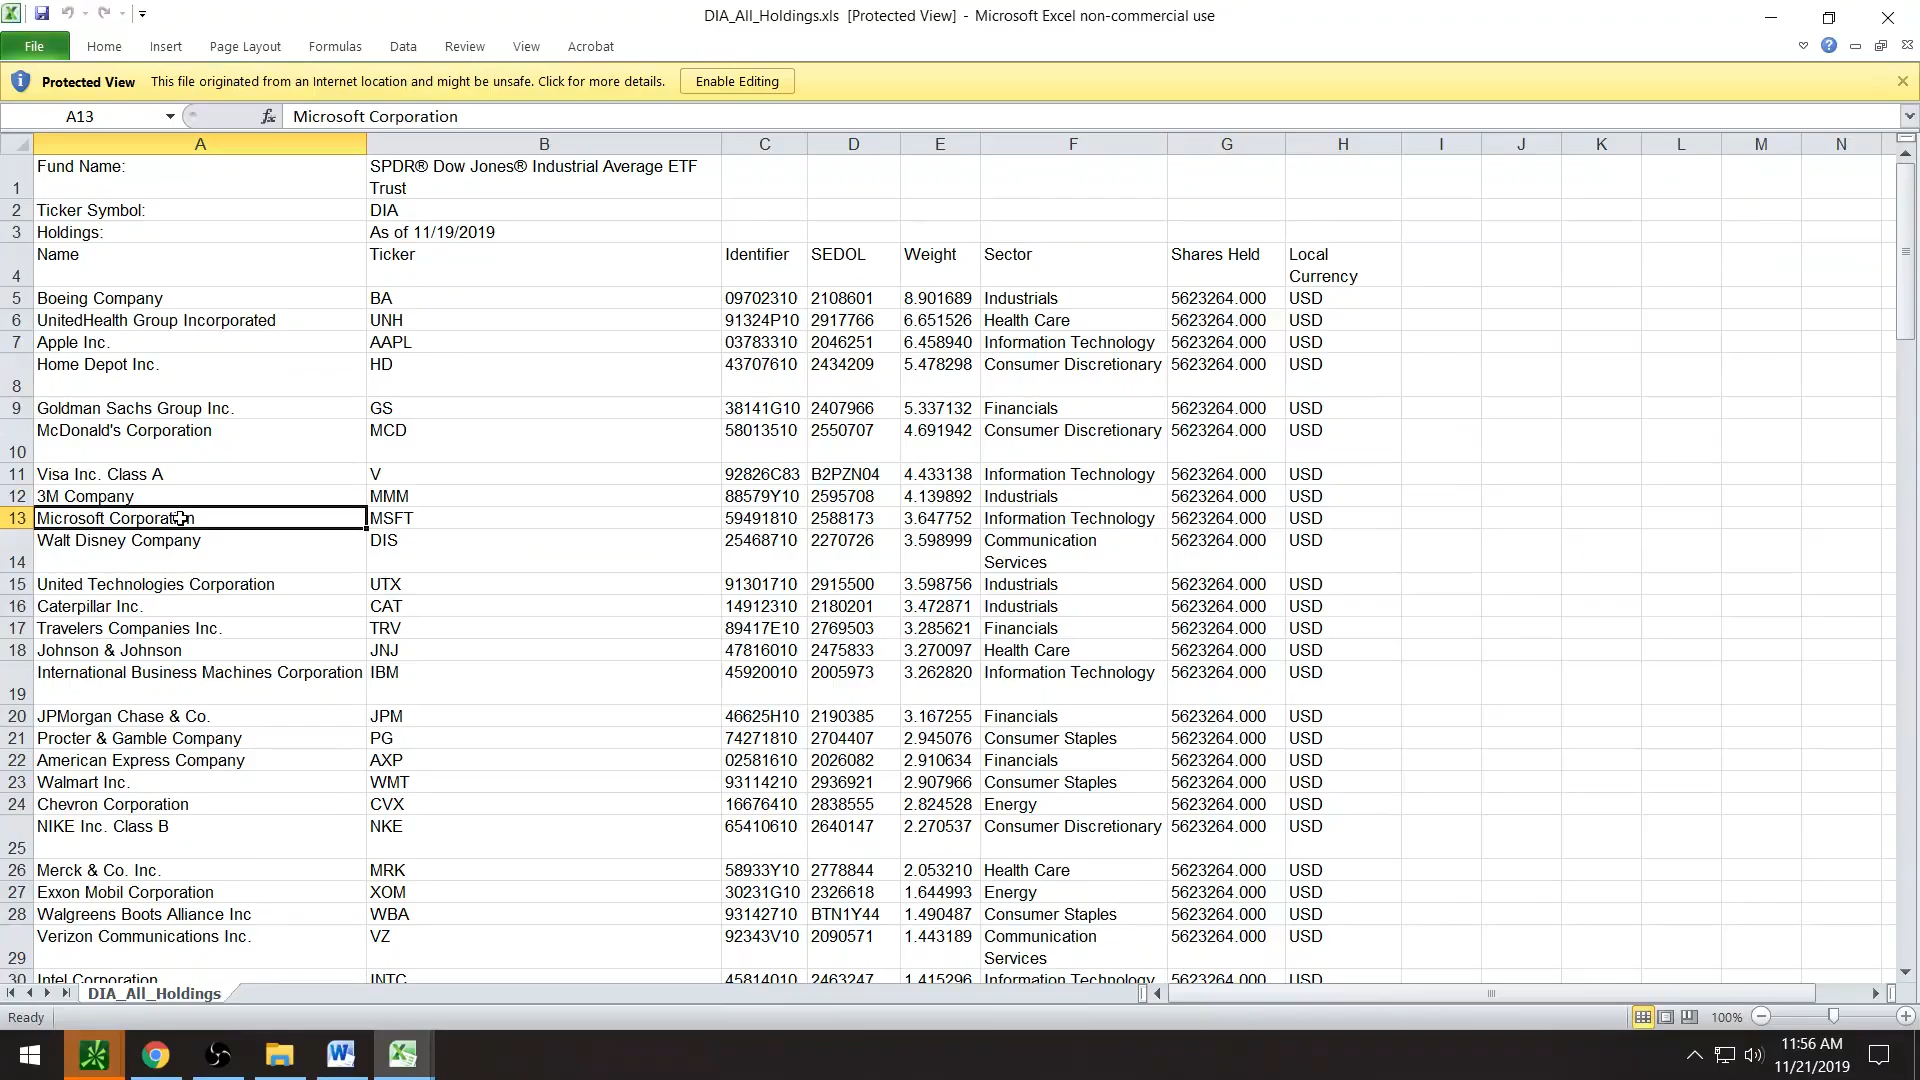 DIA_All_Holdings.xls [Protected View] - Microsoft Excel non-commercial use
File Home Insert Page Layout Formulas Data Review View Acrobat
Protected View This file originated from an Internet location and might be unsafe. Click for more details. Enable Editing
A13 fx Microsoft Corporation
A B C D E F G H I J K L M N
Fund Name: SPDR® Dow Jones® Industrial Average ETF
1 Trust
2 Ticker Symbol: DIA
3 Holdings: As of 11/19/2019
Name Ticker Identifier SEDOL Weight Sector Shares Held Local
4 Currency
5 Boeing Company BA 09702310 2108601 8.901689 Industrials 5623264.000 USD
6 UnitedHealth Group Incorporated UNH 91324P10 2917766 6.651526 Health Care 5623264.000 USD
7 Apple Inc. AAPL 03783310 2046251 6.458940 Information Technology 5623264.000 USD
Home Depot Inc. HD 43707610 2434209 5.478298 Consumer Discretionary 5623264.000 USD
8
9 Goldman Sachs Group Inc. GS 38141G10 2407966 5.337132 Financials 5623264.000 USD
McDonald's Corporation MCD 58013510 2550707 4.691942 Consumer Discretionary 5623264.000 USD
10
11 Visa Inc. Class A V 92826C83 B2PZN04 4.433138 Information Technology 5623264.000 USD
12 3M Company MMM 88579Y10 2595708 4.139892 Industrials 5623264.000 USD
13 Microsoft Corporation MSFT 59491810 2588173 3.647752 Information Technology 5623264.000 USD
Walt Disney Company DIS 25468710 2270726 3.598999 Communication 5623264.000 USD
14 Services
15 United Technologies Corporation UTX 91301710 2915500 3.598756 Industrials 5623264.000 USD
16 Caterpillar Inc. CAT 14912310 2180201 3.472871 Industrials 5623264.000 USD
17 Travelers Companies Inc. TRV 89417E10 2769503 3.285621 Financials 5623264.000 USD
18 Johnson & Johnson JNJ 47816010 2475833 3.270097 Health Care 5623264.000 USD
International Business Machines Corporation IBM 45920010 2005973 3.262820 Information Technology 5623264.000 USD
19
20 JPMorgan Chase & Co. JPM 46625H10 2190385 3.167255 Financials 5623264.000 USD
21 Procter & Gamble Company PG 74271810 2704407 2.945076 Consumer Staples 5623264.000 USD
22 American Express Company AXP 02581610 2026082 2.910634 Financials 5623264.000 USD
23 Walmart Inc. WMT 93114210 2936921 2.907966 Consumer Staples 5623264.000 USD
24 Chevron Corporation CVX 16676410 2838555 2.824528 Energy 5623264.000 USD
NIKE Inc. Class B NKE 65410610 2640147 2.270537 Consumer Discretionary 5623264.000 USD
25
26 Merck & Co. Inc. MRK 58933Y10 2778844 2.053210 Health Care 5623264.000 USD
27 Exxon Mobil Corporation XOM 30231G10 2326618 1.644993 Energy 5623264.000 USD
28 Walgreens Boots Alliance Inc WBA 93142710 BTN1Y44 1.490487 Consumer Staples 5623264.000 USD
Verizon Communications Inc. VZ 92343V10 2090571 1.443189 Communication 5623264.000 USD
29 Services
30 Intel Corporation INTC 45814010 2463247 1.415296 Information Technology 5623264.000 USD
DIA_All_Holdings
Ready 100%
11:56 AM
11/21/2019